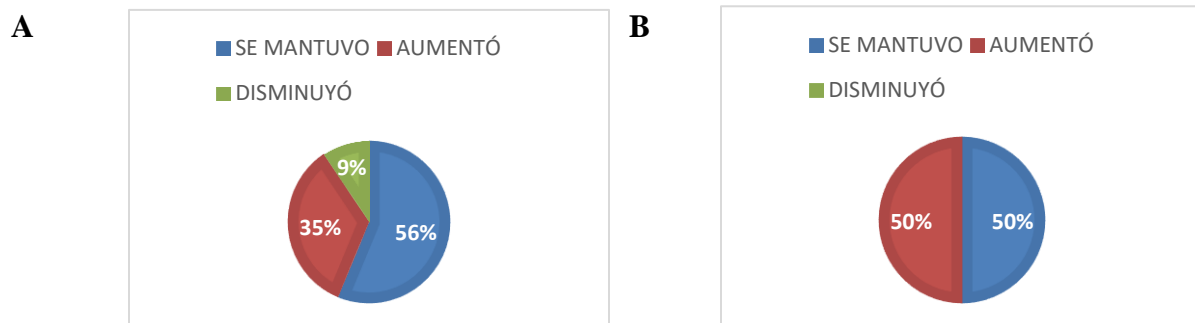 A
SE MANTUVO AUMENTÓ
DISMINUYÓ
9%
35%
56%
B
SE MANTUVO AUMENTÓ
DISMINUYÓ
50%
50%